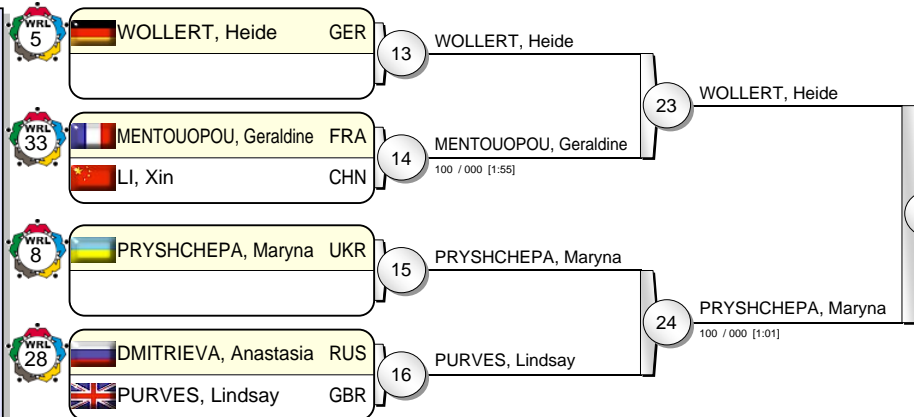 WRL
5
WOLLERT, Heide GER
13
WOLLERT, Heide
23
WOLLERT, Heide
WRL
33
MENTOUOPOU, Geraldine FRA
LI, Xin CHN
14
MENTOUOPOU, Geraldine
100 / 000 [1:55]
WRL
8
PRYSHCHEPA, Maryna UKR
15
PRYSHCHEPA, Maryna
24
PRYSHCHEPA, Maryna
100 / 000 [1:01]
WRL
28
DMITRIEVA, Anastasia RUS
PURVES, Lindsay GBR
16
PURVES, Lindsay